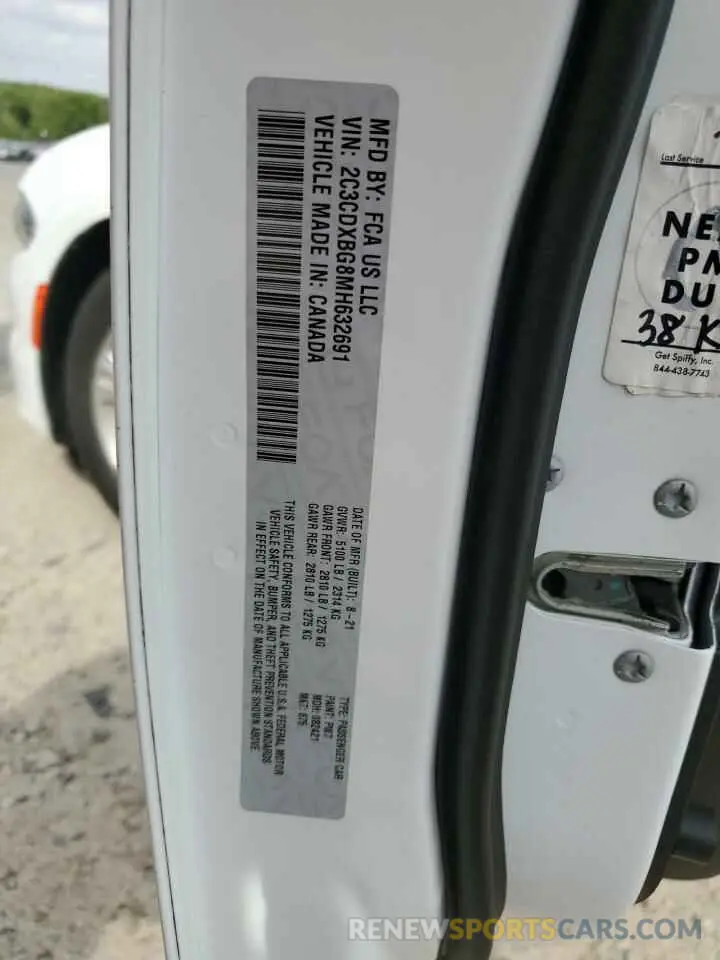 MFD BY: FCA US LLC
VIN: 2C3CDXBG8MH632691
VEHICLE MADE IN: CANADA
DATE OF MFR (BUILT): 8-21
GVWR: 5100 LB / 2314 KG
GAWR FRONT: 2810 LB / 1275 KG
GAWR REAR: 2810 LB / 1275 KG
TYPE: PASSENGER CAR
PAINT: PW7
MDH: 082421
THIS VEHICLE CONFORMS TO ALL APPLICABLE U.S.A. FEDERAL MOTOR
VEHICLE SAFETY, BUMPER, AND THEFT PREVENTION STANDARDS
IN EFFECT ON THE DATE OF MANUFACTURE SHOWN ABOVE.
Last Service
DU
38 K
Get Spiffy, Inc.
844-438-7743
RENEWSPORTSCARS.COM